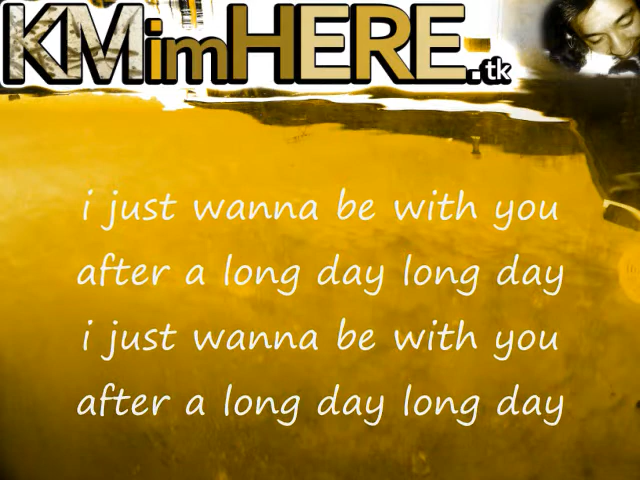 KMimHERE.tk
i just wanna be with you
after a long day long day
i just wanna be with you
after a long day long day